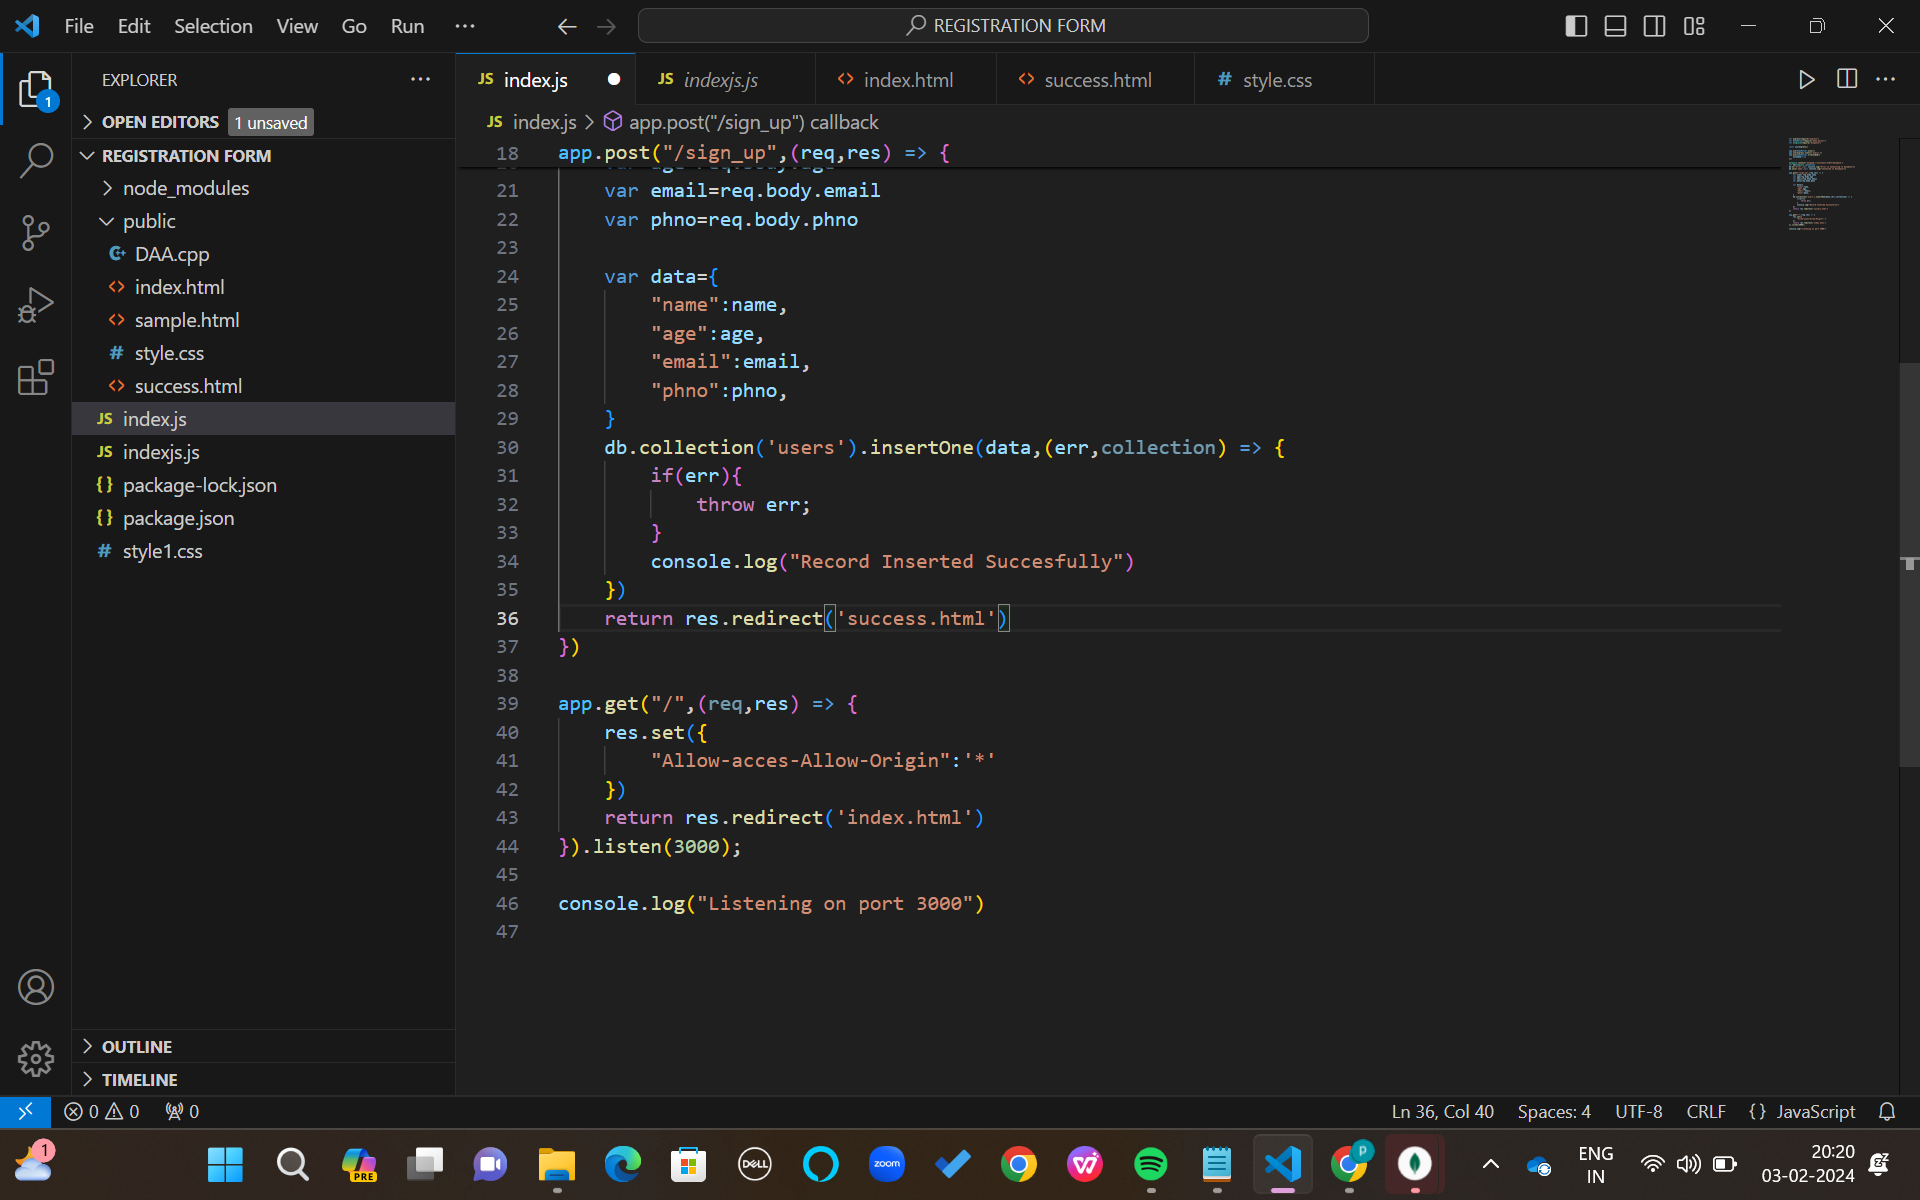 File Edit Selection View Go Run ···
REGISTRATION FORM
EXPLORER
OPEN EDITORS 1 unsaved
REGISTRATION FORM
node_modules
public
DAA.cpp
index.html
sample.html
style.css
success.html
JS index.js
JS indexjs.js
{} package-lock.json
{} package.json
# style1.css
OUTLINE
TIMELINE
JS index.js
JS indexjs.js
<> index.html
<> success.html
# style.css
JS index.js > app.post("/sign_up") callback
18 app.post("/sign_up",(req,res) => {
21 var email=req.body.email
22 var phno=req.body.phno
23
24 var data={
25 "name":name,
26 "age":age,
27 "email":email,
28 "phno":phno,
29 }
30 db.collection('users').insertOne(data,(err,collection) => {
31 if(err){
32 throw err;
33 }
34 console.log("Record Inserted Succesfully")
35 })
36 return res.redirect('success.html')
37 })
38
39 app.get("/",(req,res) => {
40 res.set({
41 "Allow-acces-Allow-Origin":'*'
42 })
43 return res.redirect('index.html')
44 }).listen(3000);
45
46 console.log("Listening on port 3000")
47
0 0 0
Ln 36, Col 40 Spaces: 4 UTF-8 CRLF {} JavaScript
1
PRE
DELL
zoom
P
ENG
IN
20:20
03-02-2024